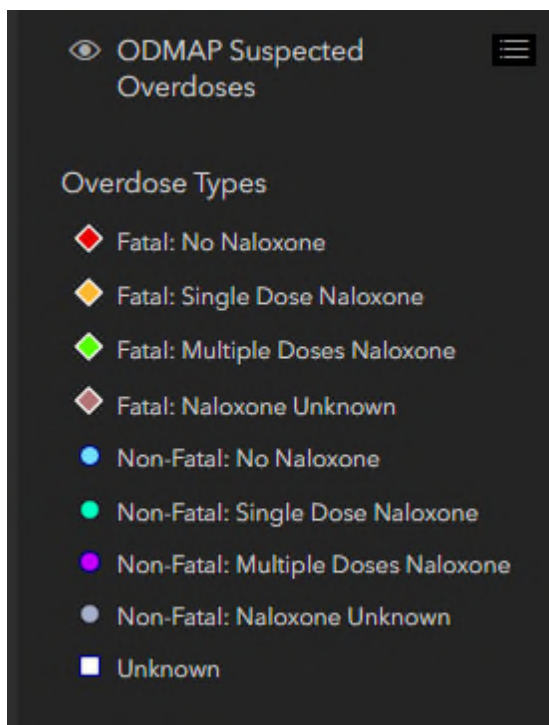 ODMAP Suspected
Overdoses
Overdose Types
Fatal: No Naloxone
Fatal: Single Dose Naloxone
Fatal: Multiple Doses Naloxone
Fatal: Naloxone Unknown
Non-Fatal: No Naloxone
Non-Fatal: Single Dose Naloxone
Non-Fatal: Multiple Doses Naloxone
Non-Fatal: Naloxone Unknown
Unknown